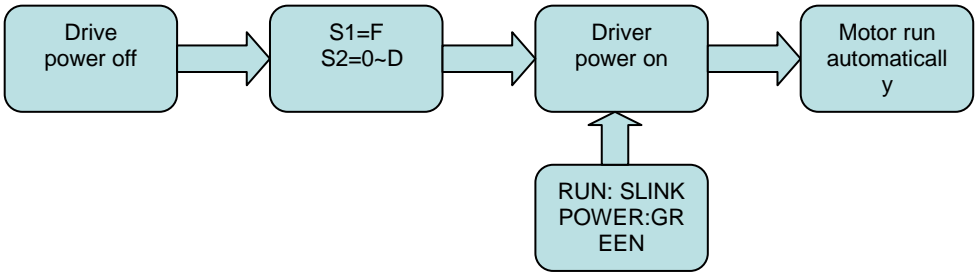 Drive
power off
S1=F
S2=0~D
Driver
power on
Motor run
automaticall
y
RUN: SLINK
POWER:GR
EEN